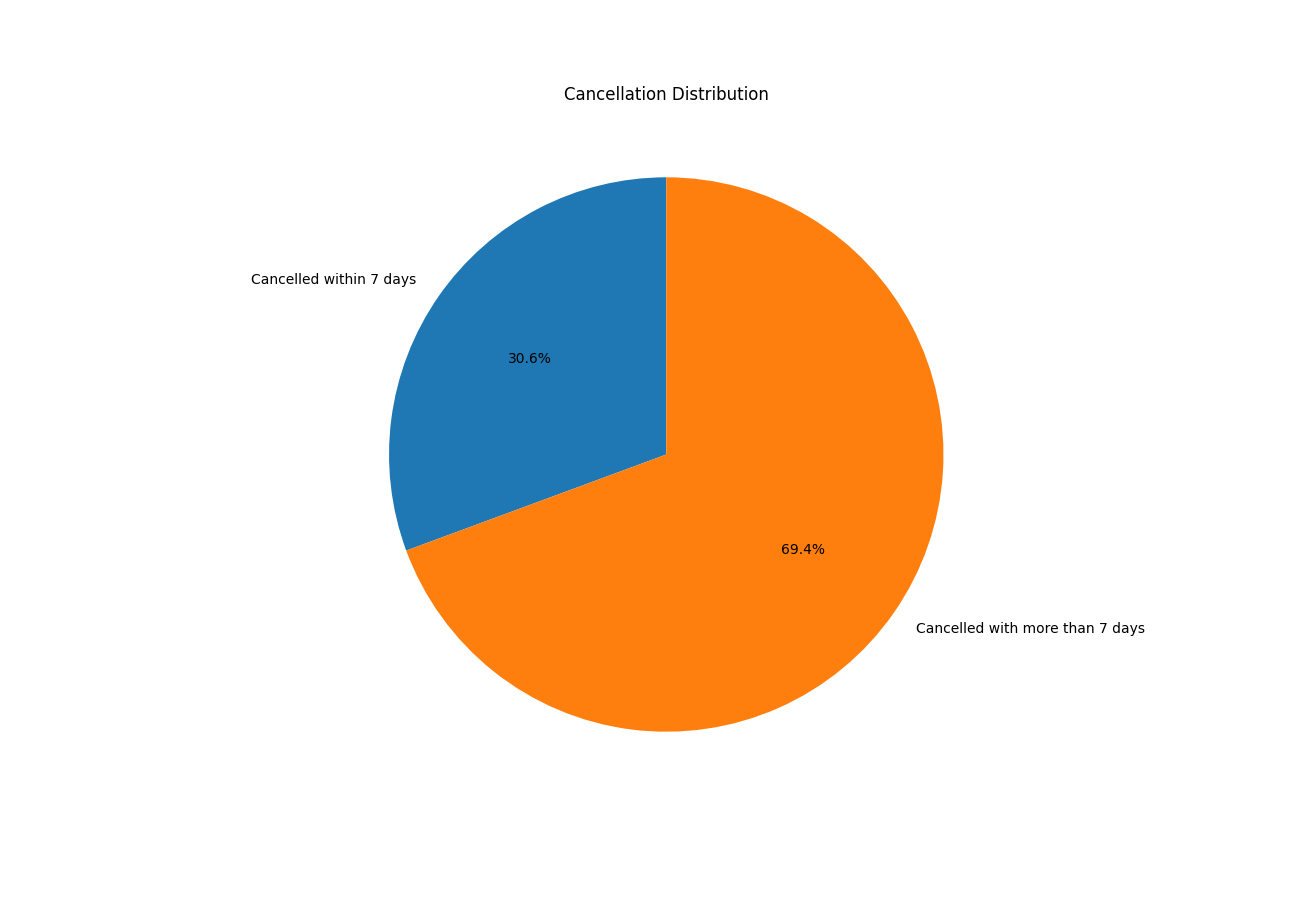 Cancellation Distribution
Cancelled within 7 days
30.6%
69.4%
Cancelled with more than 7 days